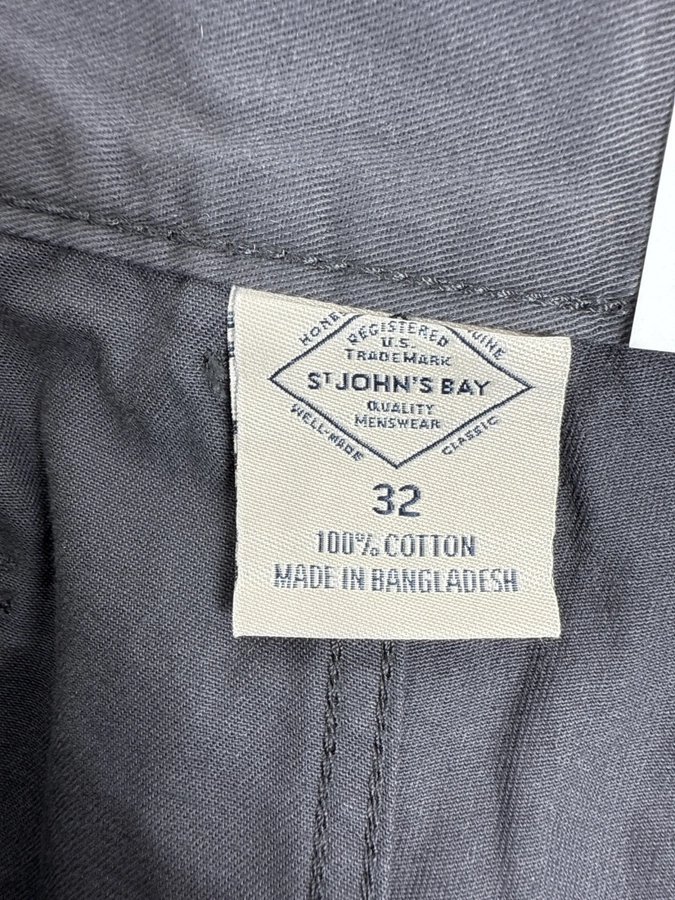 REGISTERED
U.S.
TRADEMARK
ST JOHN'S BAY
QUALITY
MENSWEAR
WELL-MADE
CLASSIC
32
100% COTTON
MADE IN BANGLADESH